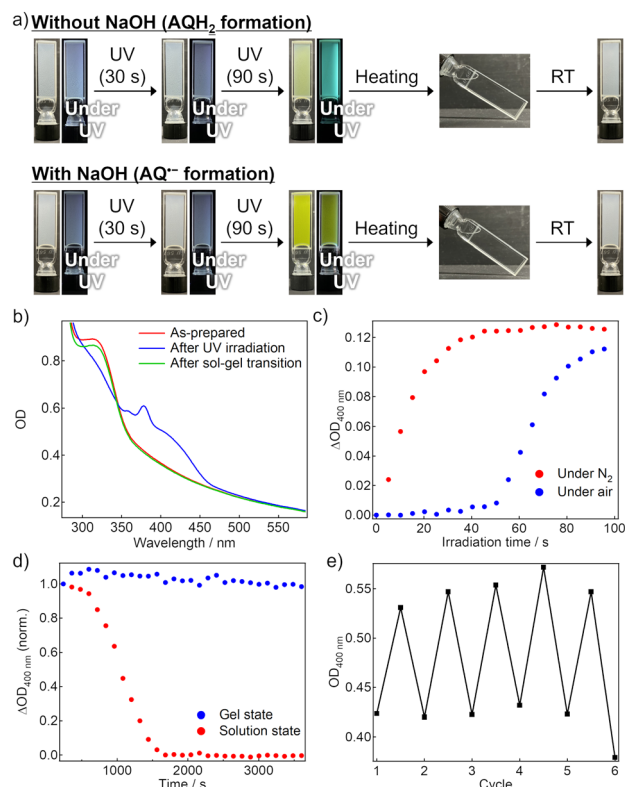 a) Without NaOH (AQH₂ formation)
UV
(30 s)
UV
(90 s)
Heating
RT
Under
UV
Under
UV
Under
UV
With NaOH (AQ•− formation)
UV
(30 s)
UV
(90 s)
Heating
RT
Under
UV
Under
UV
Under
UV
b)
As-prepared
After UV irradiation
After sol-gel transition
OD
0.8
0.6
0.4
0.2
300 350 400 450 500 550
Wavelength / nm
c)
ΔOD400 nm
0.12
0.10
0.08
0.06
0.04
0.02
0.00
Under N₂
Under air
0 20 40 60 80 100
Irradiation time / s
d)
ΔOD400 nm (norm.)
1.0
0.8
0.6
0.4
0.2
0.0
Gel state
Solution state
1000 2000 3000
Time / s
e)
OD400 nm
0.55
0.50
0.45
0.40
1 2 3 4 5 6
Cycle